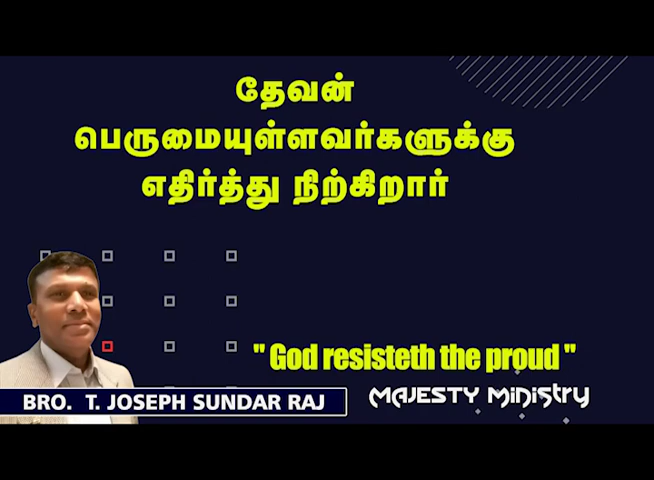 தேவன்
பெருமையுள்ளவர்களுக்கு
எதிர்த்து நிற்கிறார்
" God resisteth the proud "
BRO. T. JOSEPH SUNDAR RAJ
MAJESTY MiniSTRY